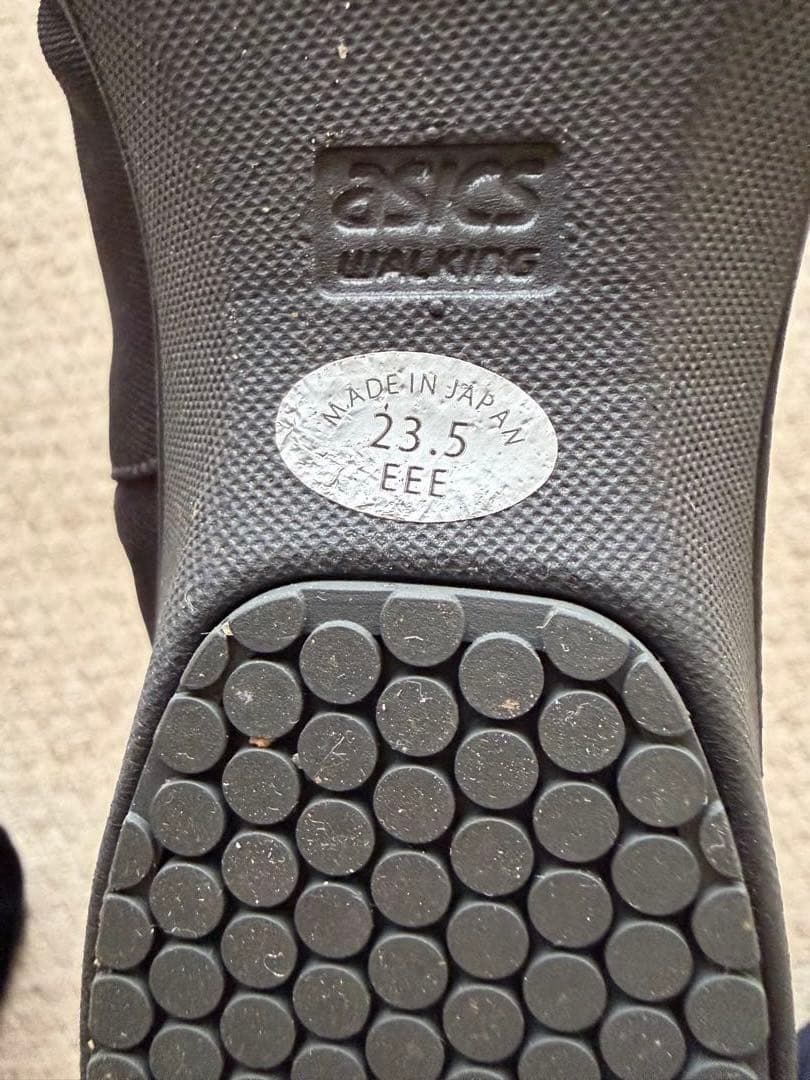 asics
WALKING
MADE IN JAPAN
23.5
EEE